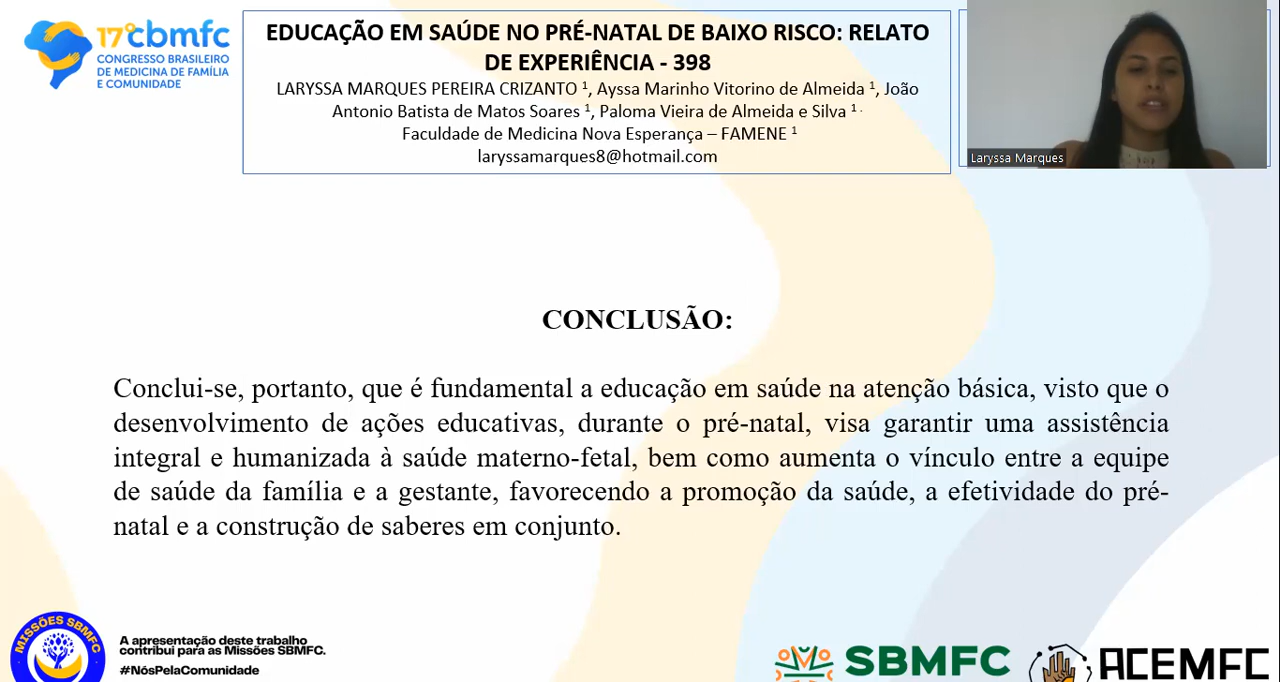 17º cbmfc
CONGRESSO BRASILEIRO
DE MEDICINA DE FAMÍLIA
E COMUNIDADE
EDUCAÇÃO EM SAÚDE NO PRÉ-NATAL DE BAIXO RISCO: RELATO
DE EXPERIÊNCIA - 398
LARYSSA MARQUES PEREIRA CRIZANTO ¹, Ayssa Marinho Vitorino de Almeida ¹, João
Antonio Batista de Matos Soares ¹, Paloma Vieira de Almeida e Silva ¹ ·
Faculdade de Medicina Nova Esperança – FAMENE ¹
laryssamarques8@hotmail.com
Laryssa Marques
CONCLUSÃO:
Conclui-se, portanto, que é fundamental a educação em saúde na atenção básica, visto que o
desenvolvimento de ações educativas, durante o pré-natal, visa garantir uma assistência
integral e humanizada à saúde materno-fetal, bem como aumenta o vínculo entre a equipe
de saúde da família e a gestante, favorecendo a promoção da saúde, a efetividade do pré-
natal e a construção de saberes em conjunto.
MISSÕES SBMFC
A apresentação deste trabalho
contribui para as Missões SBMFC.
#NósPelaComunidade
SBMFC
ACEMFC